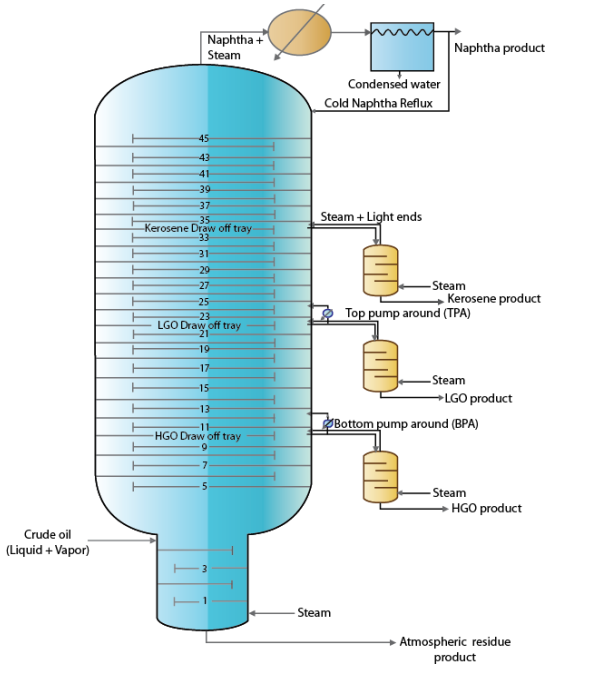 Naphtha +
Steam
Naphtha product
Condensed water
Cold Naphtha Reflux
45
43
41
39
37
35
Kerosene Draw off tray
33
31
29
27
25
23
LGO Draw off tray
21
19
17
15
13
11
HGO Draw off tray
9
7
5
3
1
Steam + Light ends
Steam
Kerosene product
Top pump around (TPA)
Steam
LGO product
Bottom pump around (BPA)
Steam
HGO product
Crude oil
(Liquid + Vapor)
Steam
Atmospheric residue
product